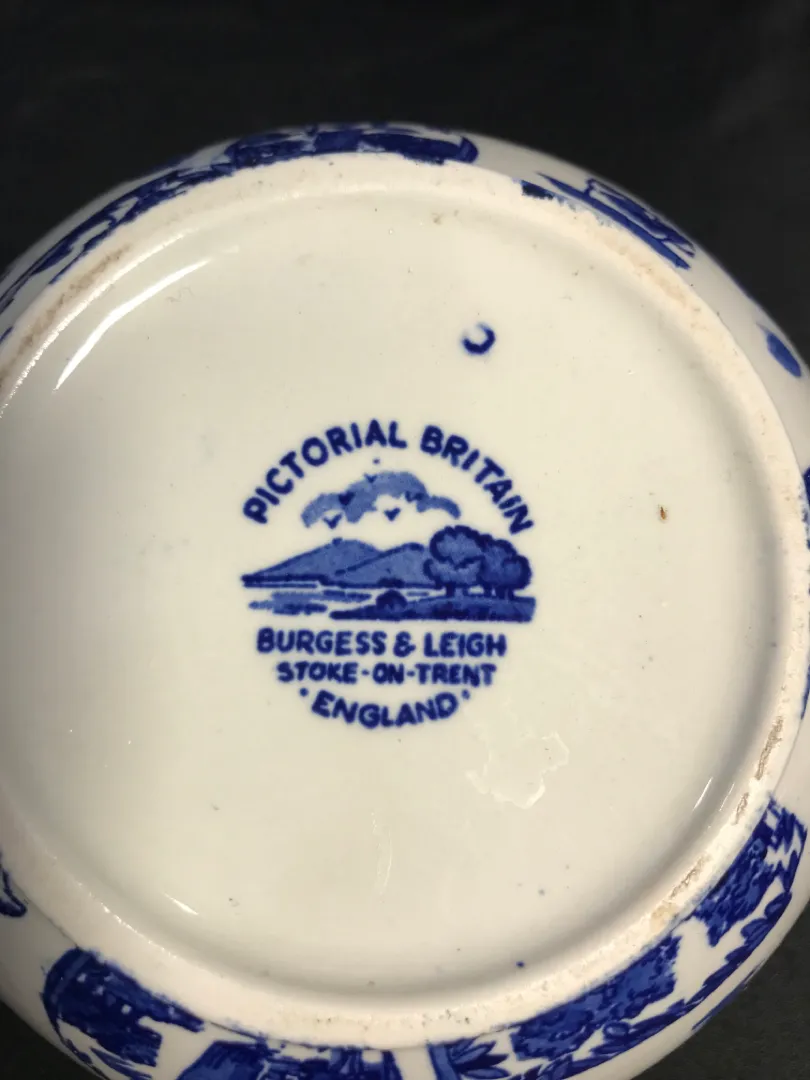 PICTORIAL BRITAIN
BURGESS & LEIGH
STOKE-ON-TRENT
·ENGLAND·